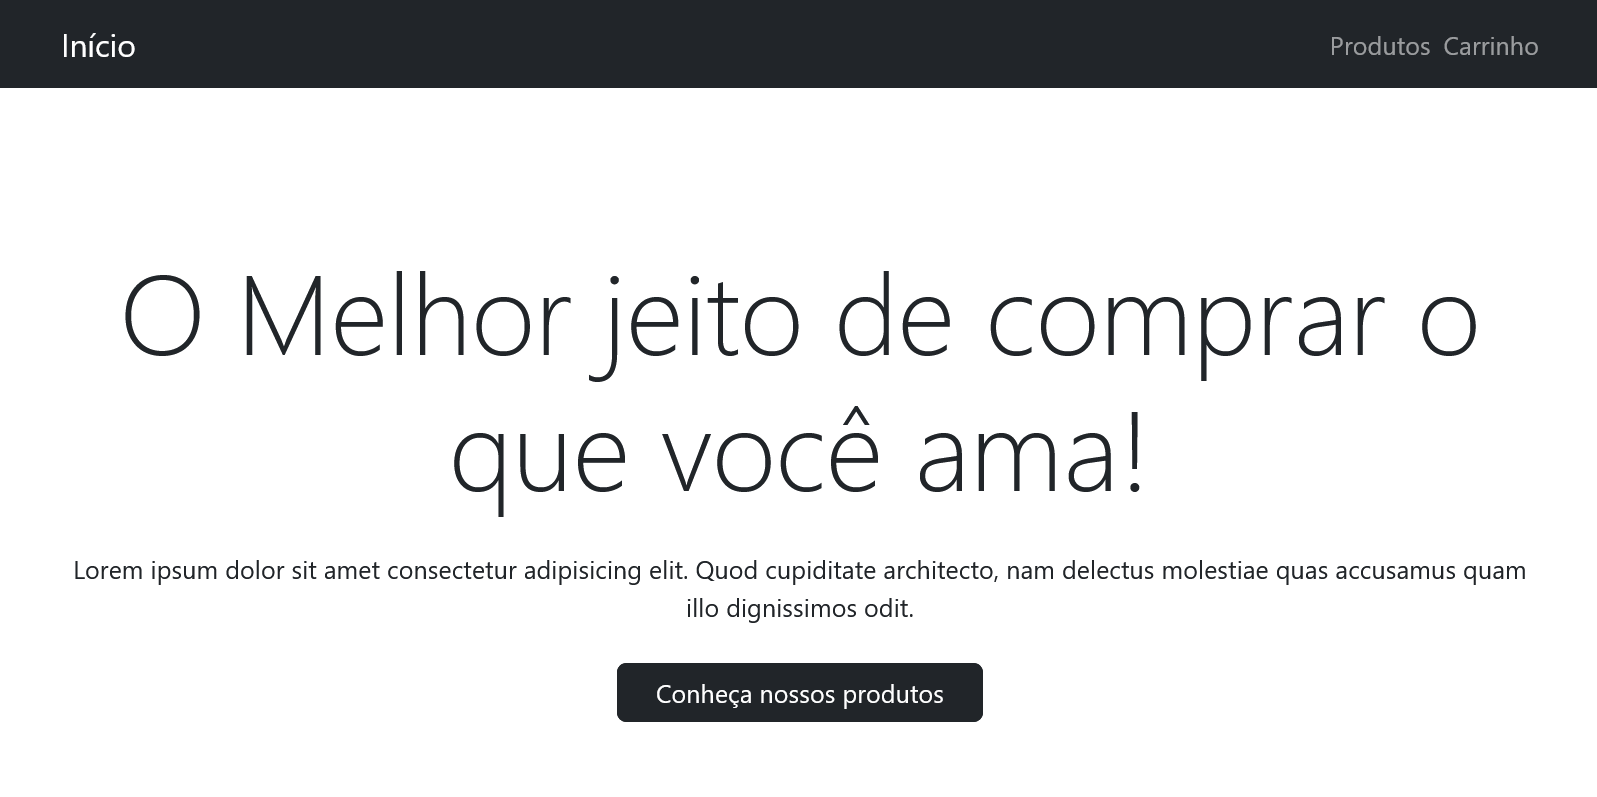 Início
Produtos Carrinho
O Melhor jeito de comprar o
que você ama!
Lorem ipsum dolor sit amet consectetur adipisicing elit. Quod cupiditate architecto, nam delectus molestiae quas accusamus quam
illo dignissimos odit.
Conheça nossos produtos